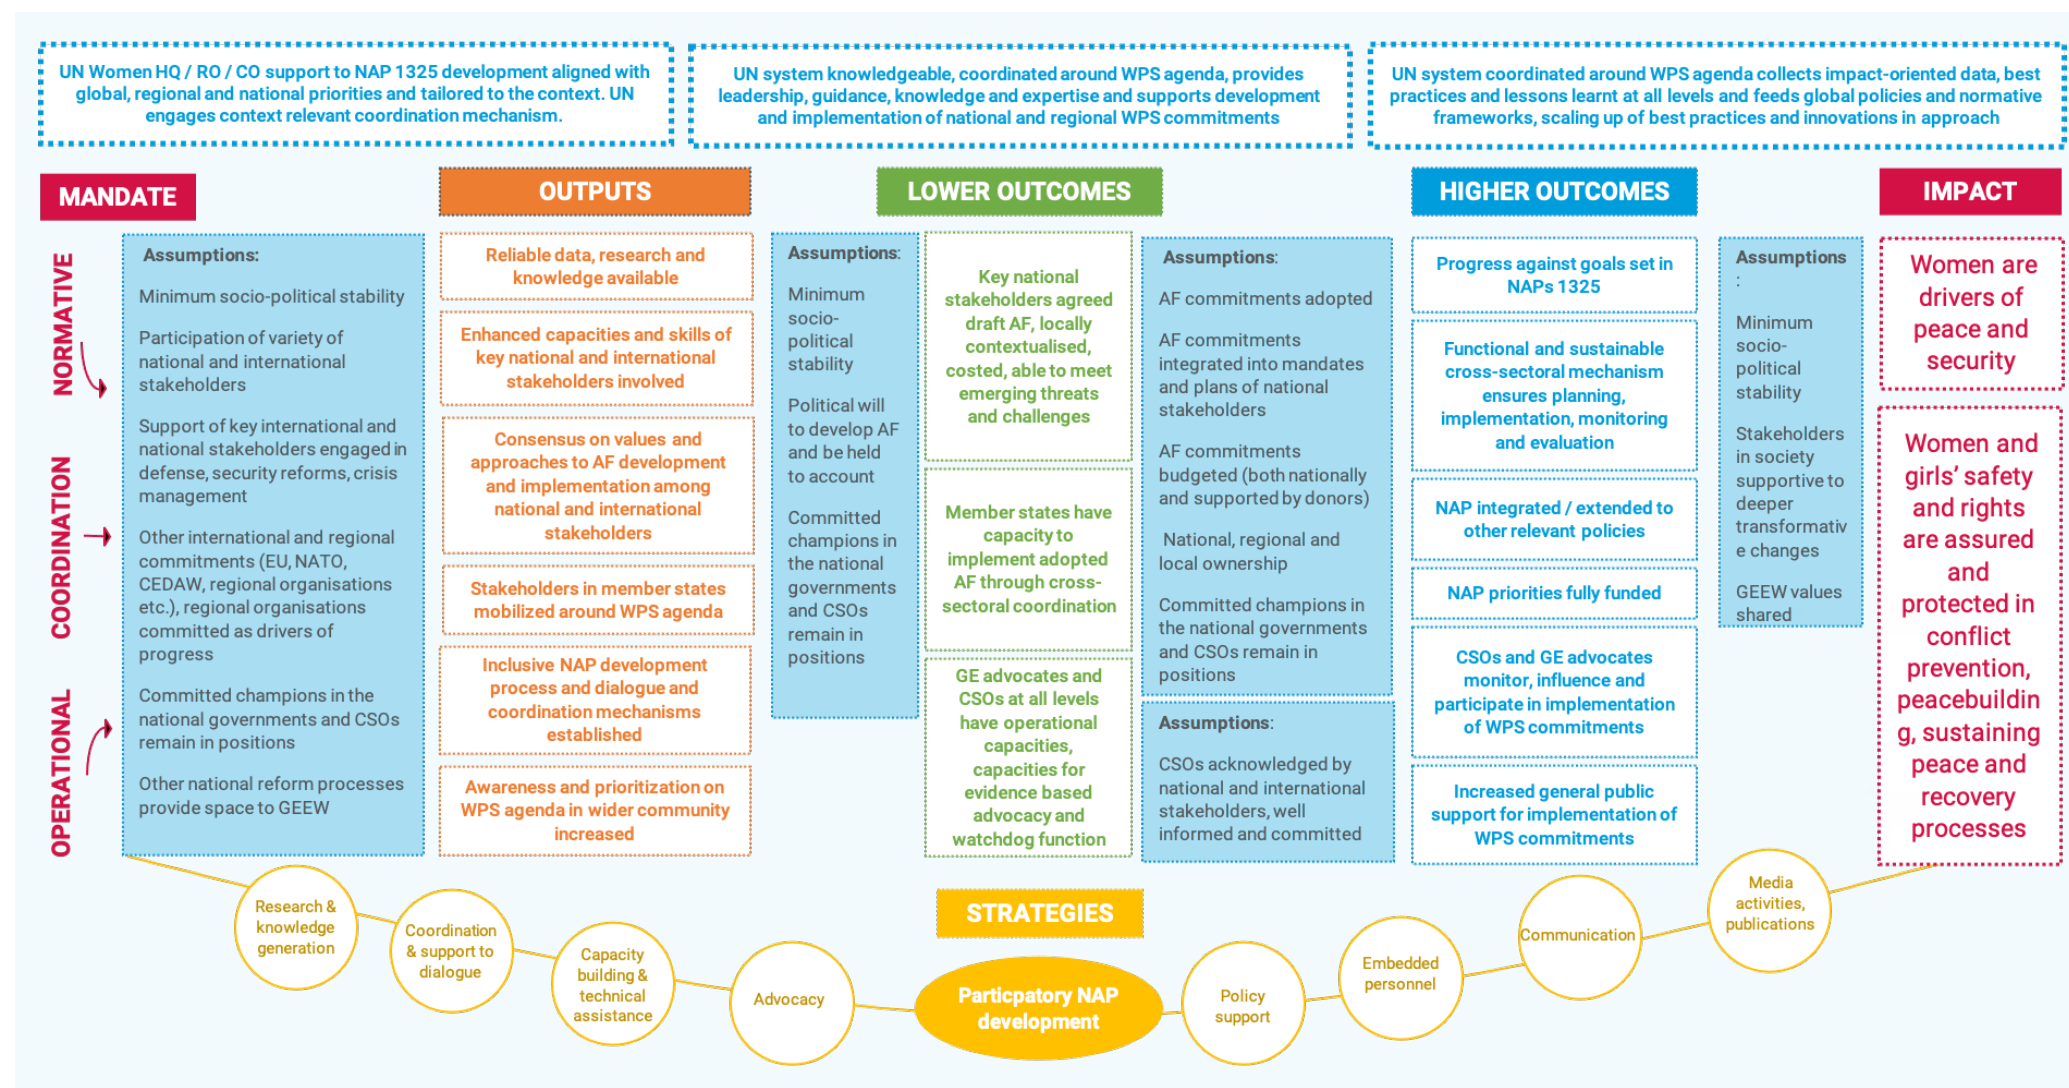 UN Women HQ / RO / CO support to NAP 1325 development aligned with
global, regional and national priorities and tailored to the context. UN
engages context relevant coordination mechanism.
UN system knowledgeable, coordinated around WPS agenda, provides
leadership, guidance, knowledge and expertise and supports development
and implementation of national and regional WPS commitments
UN system coordinated around WPS agenda collects impact-oriented data, best
practices and lessons learnt at all levels and feeds global policies and normative
frameworks, scaling up of best practices and innovations in approach
MANDATE
NORMATIVE
COORDINATION
OPERATIONAL
Assumptions:
Minimum socio-political stability
Participation of variety of
national and international
stakeholders
Support of key international and
national stakeholders engaged in
defense, security reforms, crisis
management
Other international and regional
commitments (EU, NATO,
CEDAW, regional organisations
etc.), regional organisations
committed as drivers of
progress
Committed champions in the
national governments and CSOs
remain in positions
Other national reform processes
provide space to GEEW
OUTPUTS
Reliable data, research and
knowledge available
Enhanced capacities and skills of
key national and international
stakeholders involved
Consensus on values and
approaches to AF development
and implementation among
national and international
stakeholders
Stakeholders in member states
mobilized around WPS agenda
Inclusive NAP development
process and dialogue and
coordination mechanisms
established
Awareness and prioritization on
WPS agenda in wider community
increased
LOWER OUTCOMES
Assumptions:
Minimum
socio-
political
stability
Political will
to develop AF
and be held
to account
Committed
champions in
the national
governments
and CSOs
remain in
positions
Key national
stakeholders agreed
draft AF, locally
contextualised,
costed, able to meet
emerging threats
and challenges
Member states have
capacity to
implement adopted
AF through cross-
sectoral coordination
GE advocates and
CSOs at all levels
have operational
capacities,
capacities for
evidence based
advocacy and
watchdog function
Assumptions:
AF commitments adopted
AF commitments
integrated into mandates
and plans of national
stakeholders
AF commitments
budgeted (both nationally
and supported by donors)
National, regional and
local ownership
Committed champions in
the national governments
and CSOs remain in
positions
Assumptions:
CSOs acknowledged by
national and international
stakeholders, well
informed and committed
HIGHER OUTCOMES
Progress against goals set in
NAPs 1325
Functional and sustainable
cross-sectoral mechanism
ensures planning,
implementation, monitoring
and evaluation
NAP integrated / extended to
other relevant policies
NAP priorities fully funded
CSOs and GE advocates
monitor, influence and
participate in implementation
of WPS commitments
Increased general public
support for implementation of
WPS commitments
Assumptions
:
Minimum
socio-
political
stability
Stakeholders
in society
supportive to
deeper
transformativ
e changes
GEEW values
shared
IMPACT
Women are
drivers of
peace and
security
Women and
girls’ safety
and rights
are assured
and
protected in
conflict
prevention,
peacebuildin
g, sustaining
peace and
recovery
processes
STRATEGIES
Research &
knowledge
generation
Coordination
& support to
dialogue
Capacity
building &
technical
assistance
Advocacy
Particpatory NAP
development
Policy
support
Embedded
personnel
Communication
Media
activities,
publications